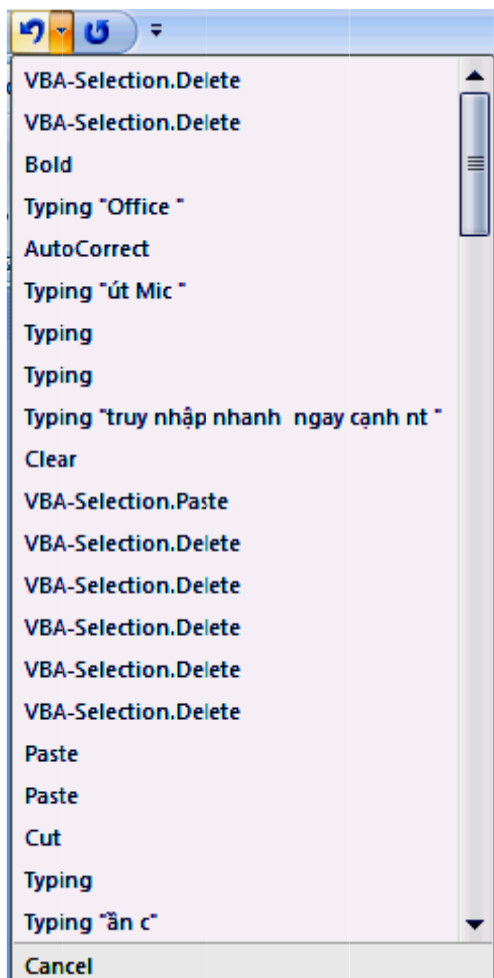 VBA-Selection.Delete
VBA-Selection.Delete
Bold
Typing "Office "
AutoCorrect
Typing "út Mic "
Typing
Typing
Typing "truy nhập nhanh  ngay cạnh nt "
Clear
VBA-Selection.Paste
VBA-Selection.Delete
VBA-Selection.Delete
VBA-Selection.Delete
VBA-Selection.Delete
VBA-Selection.Delete
Paste
Paste
Cut
Typing
Typing "ần c"
Cancel